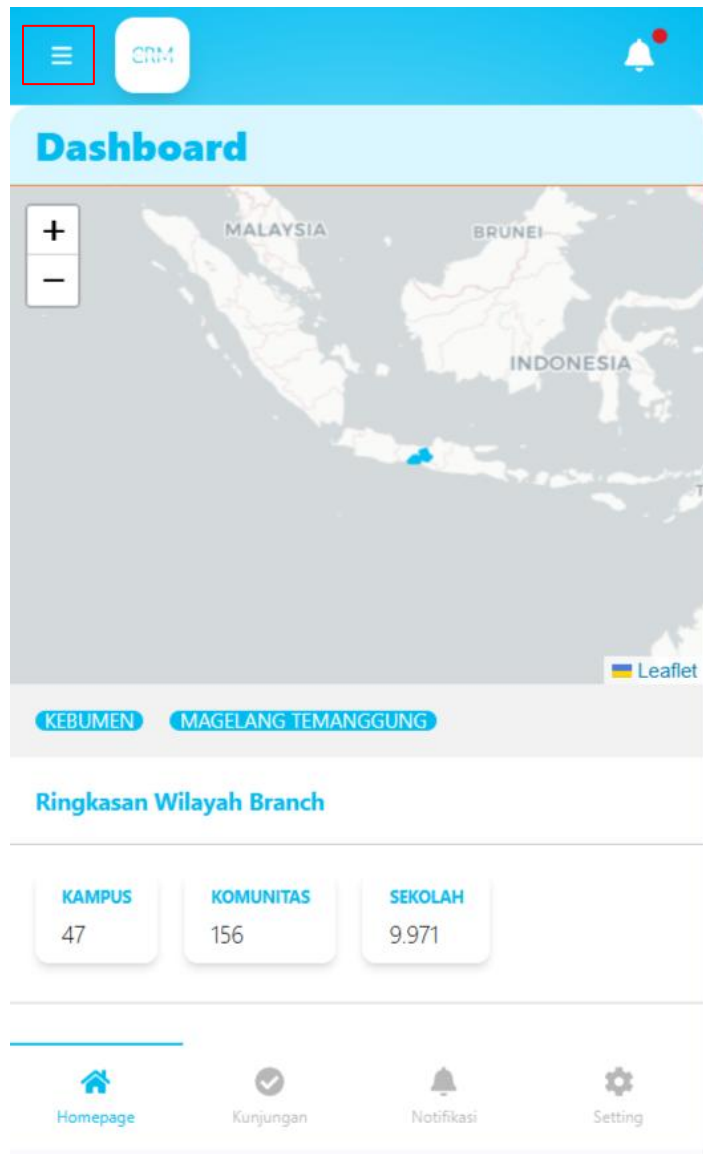 CRM
Dashboard
+
MALAYSIA
BRUNEI
−
INDONESIA
T
Leaflet
KEBUMEN MAGELANG TEMANGGUNG
Ringkasan Wilayah Branch
KAMPUS KOMUNITAS SEKOLAH
47 156 9.971
Homepage Kunjungan Notifikasi Setting